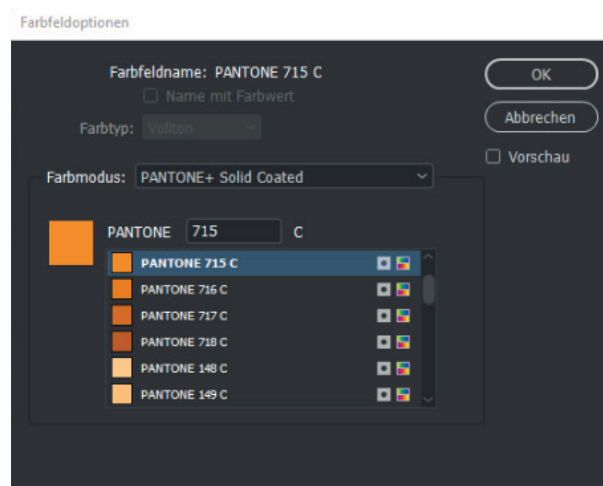 Farbfeldoptionen
Farbfeldname: PANTONE 715 C
OK
Name mit Farbwert
Abbrechen
Farbtyp: Vollton
Vorschau
Farbmodus: PANTONE+ Solid Coated
PANTONE 715 C
PANTONE 715 C
PANTONE 716 C
PANTONE 717 C
PANTONE 718 C
PANTONE 148 C
PANTONE 149 C